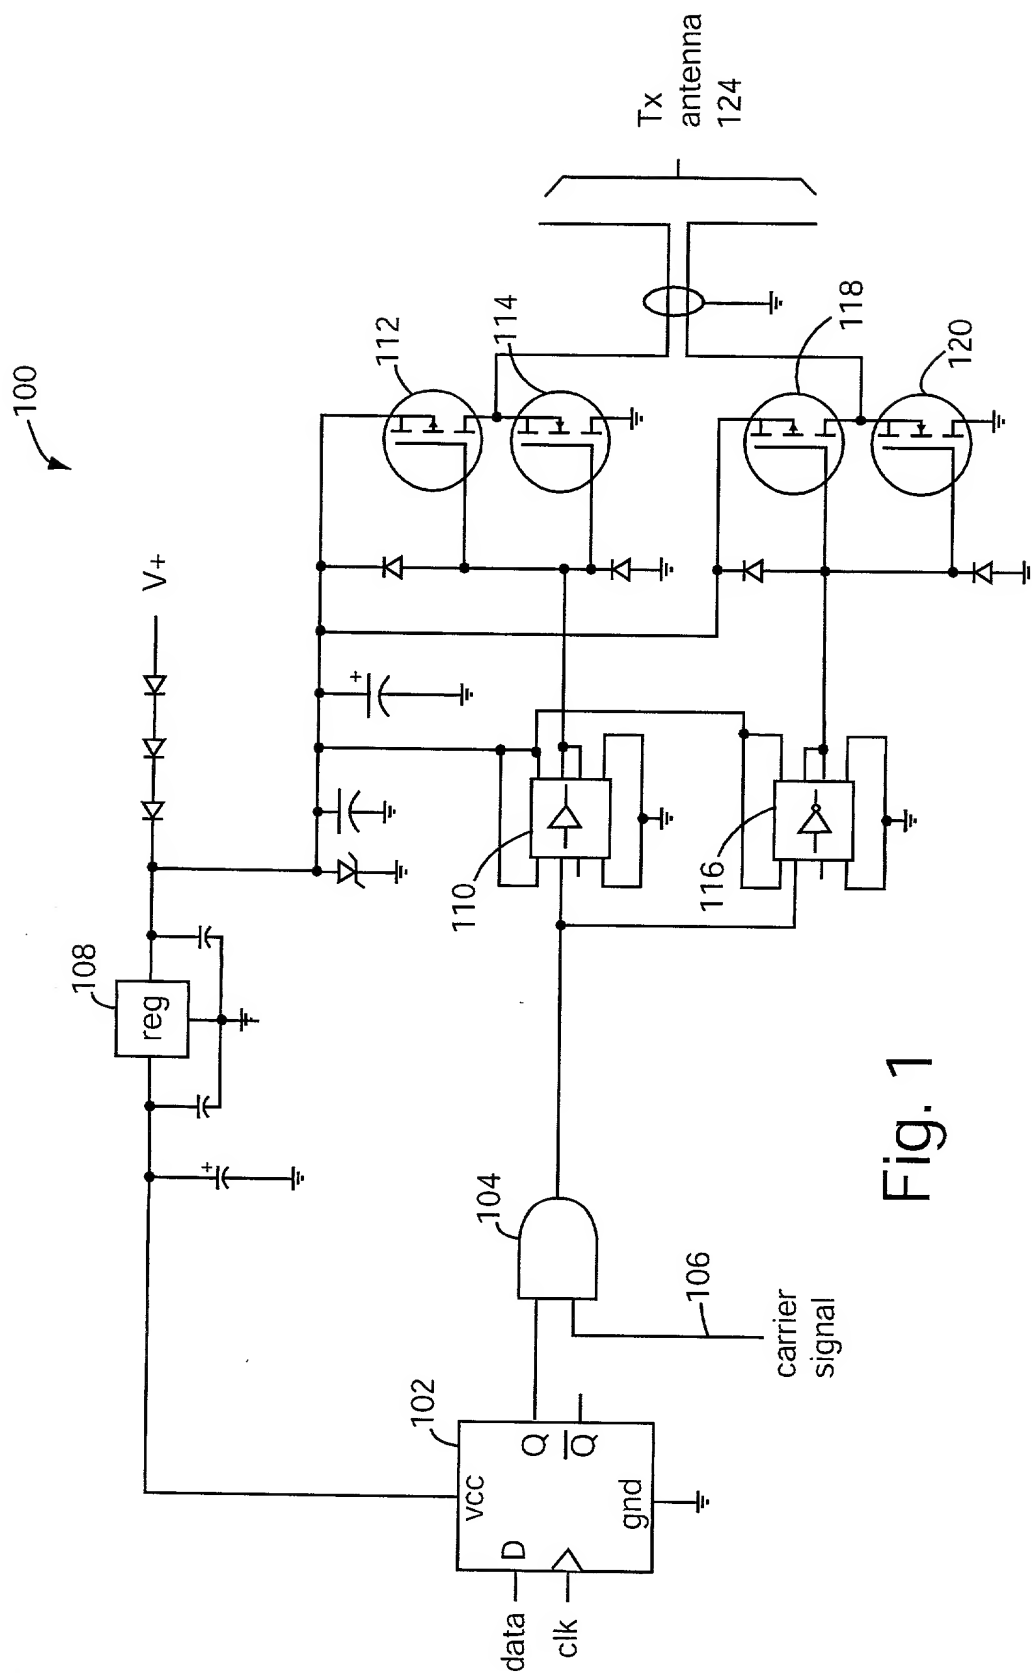 100
V+
108
reg
112
114
Tx
antenna
124
118
120
110
116
104
106
carrier
signal
102
vcc
D
Q
Q̅
gnd
data
clk
+
+
Fig. 1